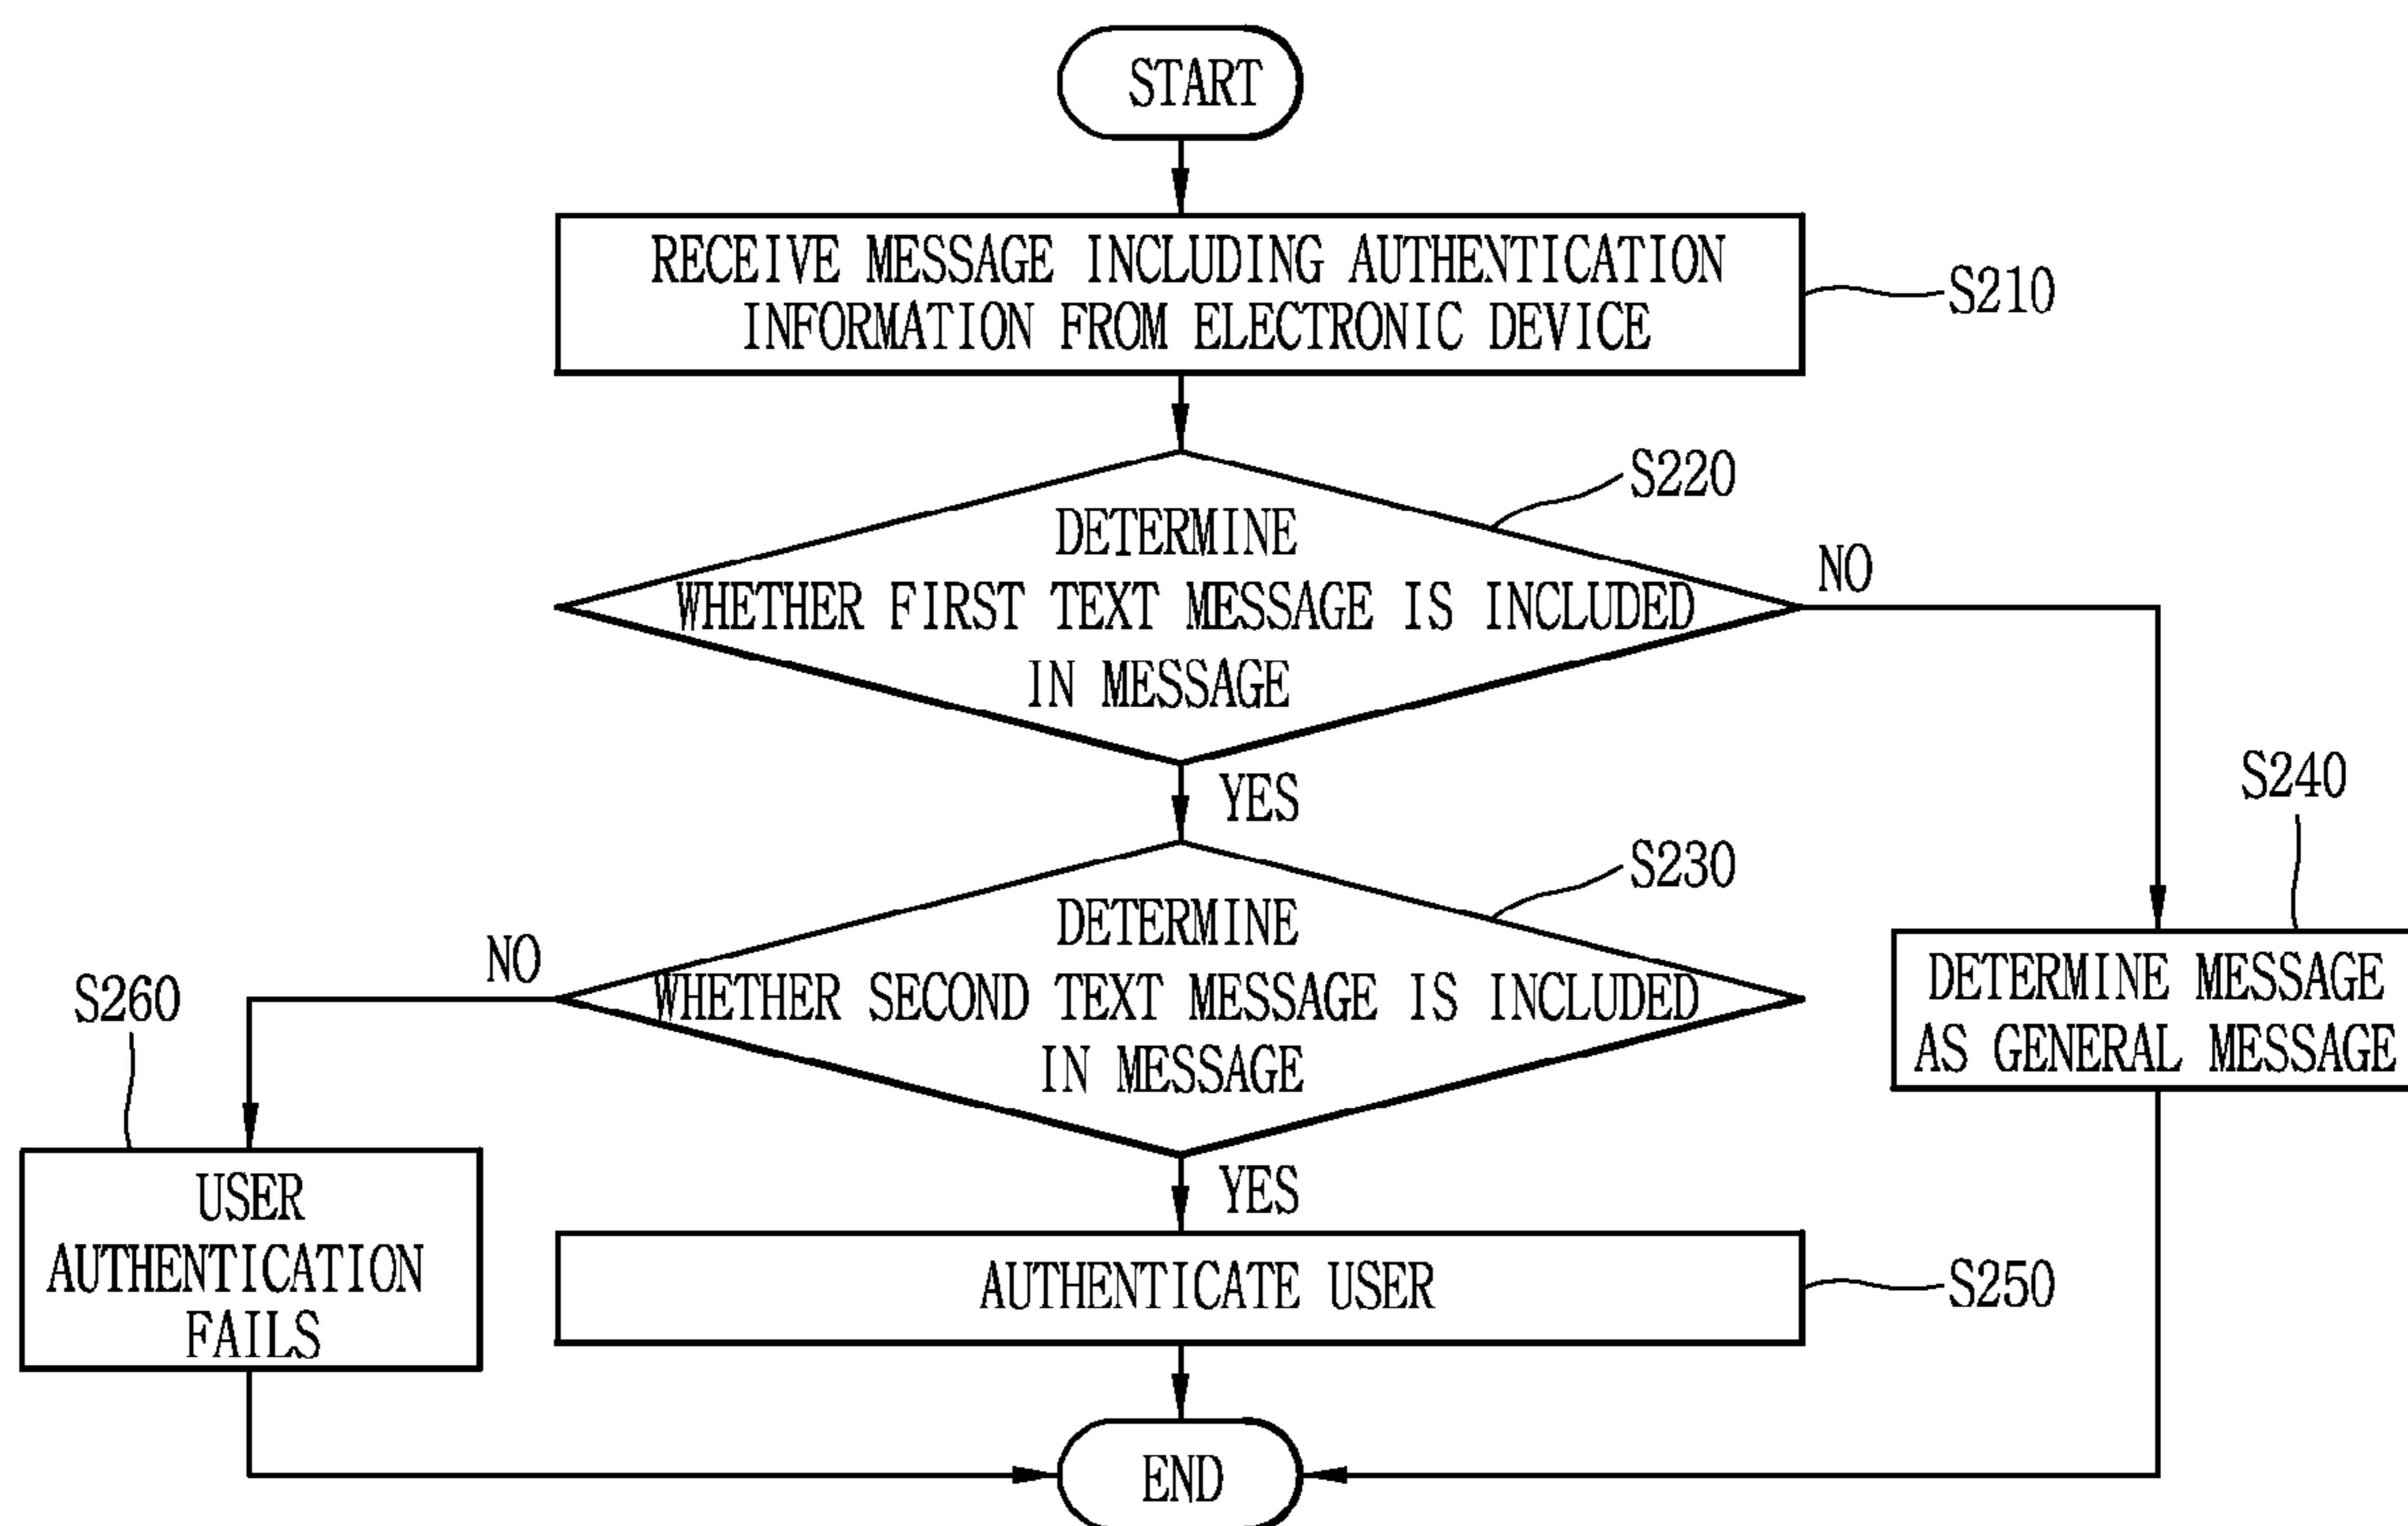 START
RECEIVE MESSAGE INCLUDING AUTHENTICATION
INFORMATION FROM ELECTRONIC DEVICE
S210
S220
DETERMINE
WHETHER FIRST TEXT MESSAGE IS INCLUDED
IN MESSAGE
NO
YES
S240
S230
DETERMINE
WHETHER SECOND TEXT MESSAGE IS INCLUDED
IN MESSAGE
NO
DETERMINE MESSAGE
AS GENERAL MESSAGE
S260
USER
AUTHENTICATION
FAILS
YES
AUTHENTICATE USER
S250
END